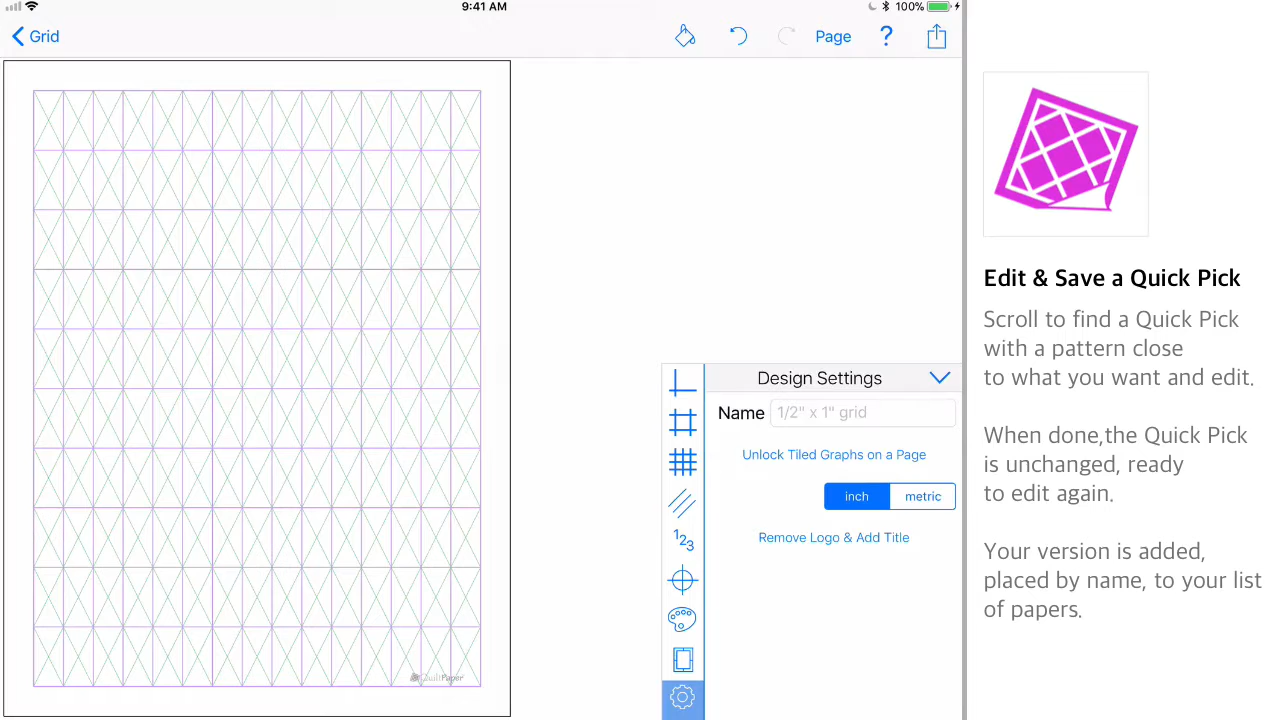 9:41 AM
100%
Grid
Page
?
Design Settings
Name 1/2" x 1" grid
Unlock Tiled Graphs on a Page
inch metric
Remove Logo & Add Title
123
QuiltPaper
Edit & Save a Quick Pick
Scroll to find a Quick Pick
with a pattern close
to what you want and edit.
When done,the Quick Pick
is unchanged, ready
to edit again.
Your version is added,
placed by name, to your list
of papers.